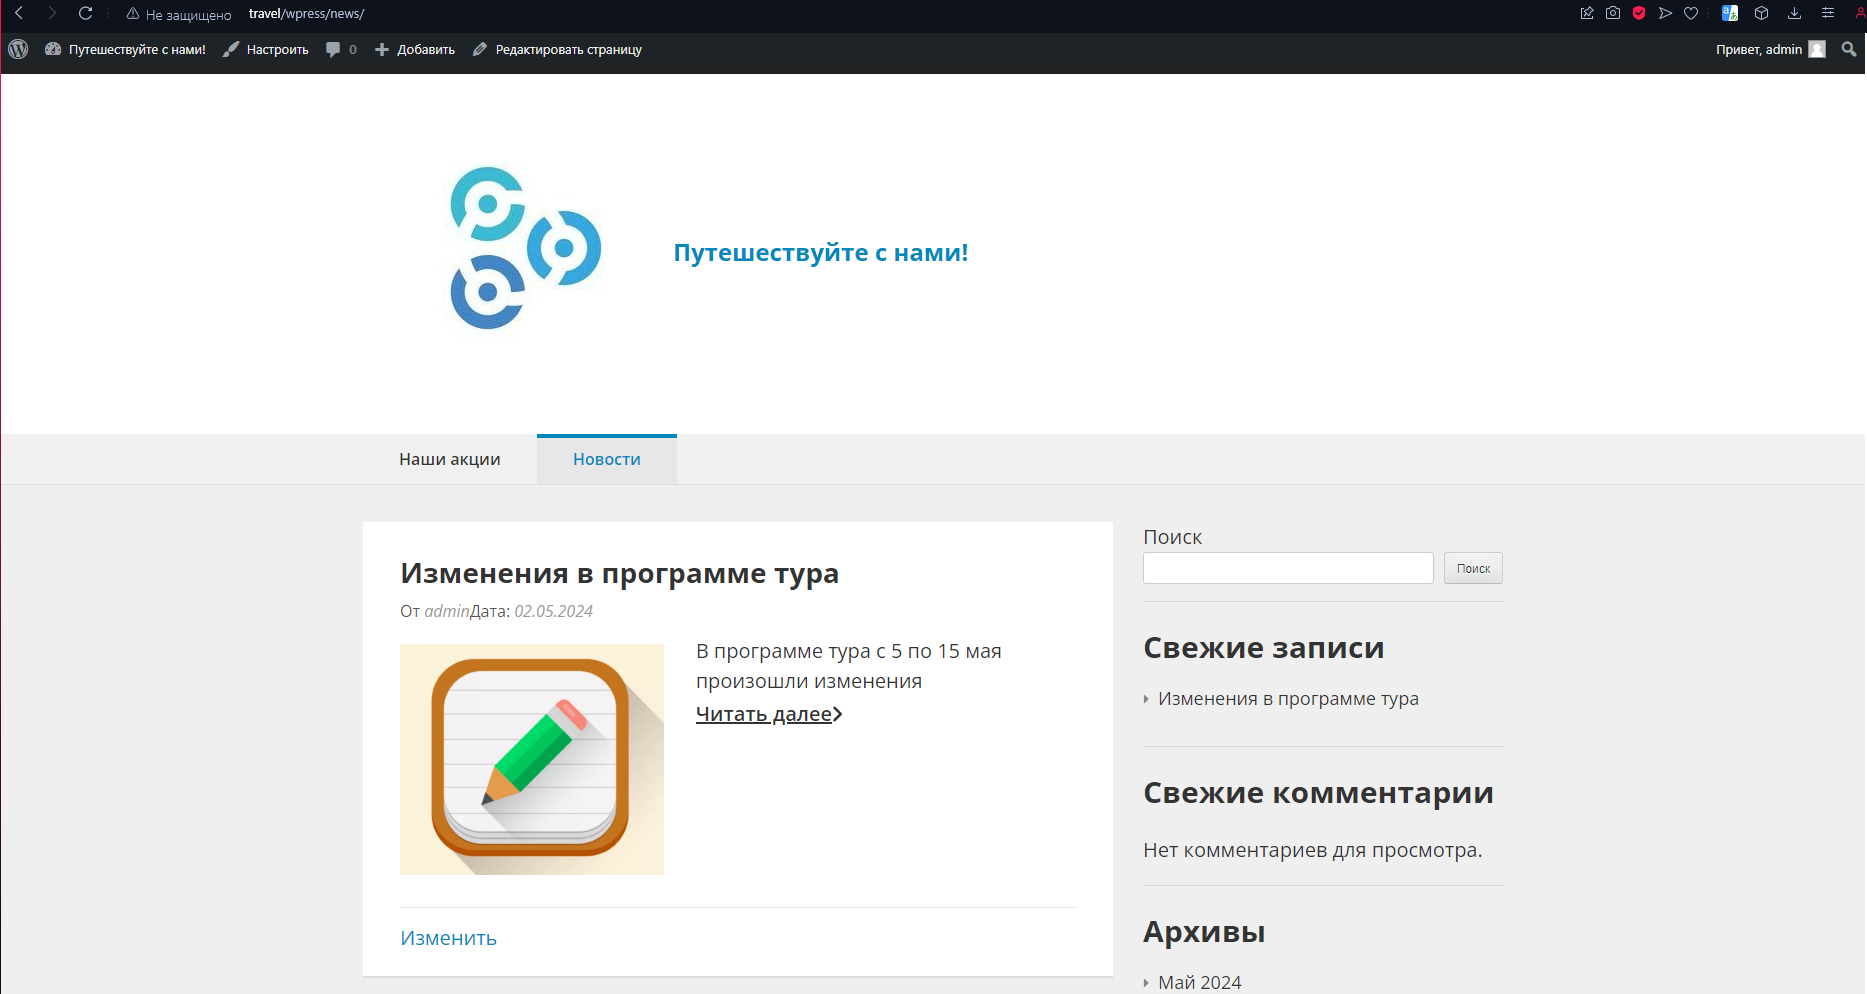 Не защищено travel/wpress/news/
Путешествуйте с нами! Настроить 0 Добавить Редактировать страницу Привет, admin
Путешествуйте с нами!
Наши акции Новости
Изменения в программе тура
От adminДата: 02.05.2024
В программе тура с 5 по 15 мая
произошли изменения
Читать далее
Изменить
Поиск
Поиск
Свежие записи
Изменения в программе тура
Свежие комментарии
Нет комментариев для просмотра.
Архивы
Май 2024